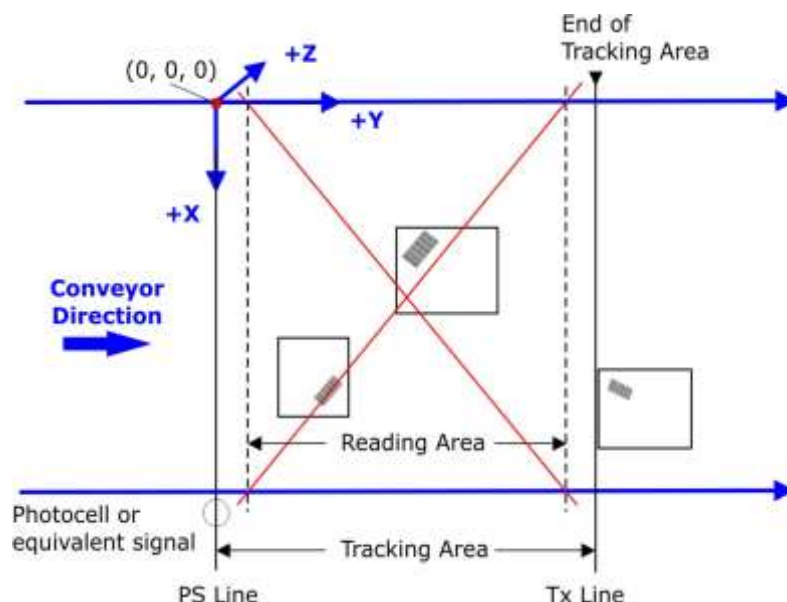 End of
Tracking Area
+Z
(0, 0, 0)
+Y
+X
Conveyor
Direction
Reading Area
Photocell or
equivalent signal
Tracking Area
PS Line
Tx Line